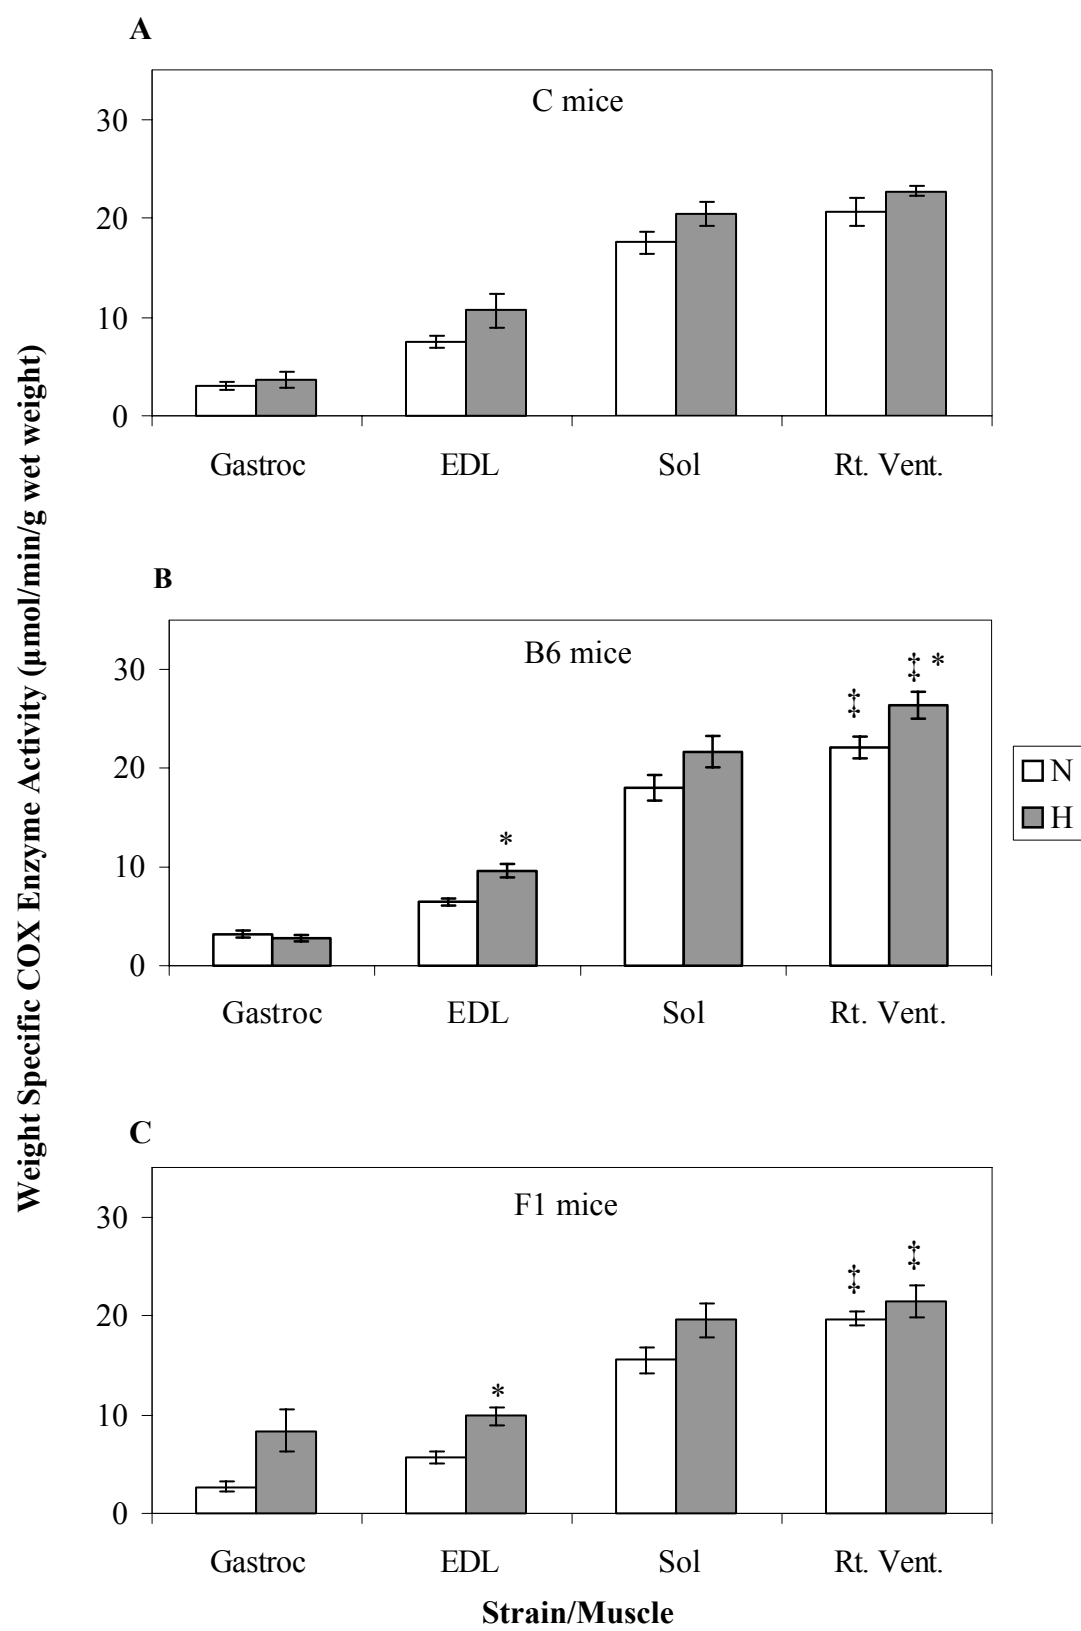 A
C mice
30
20
10
0
Gastroc EDL Sol Rt. Vent.
Weight Specific COX Enzyme Activity (µmol/min/g wet weight)
B
B6 mice
30
20
10
0
‡ ‡ *
*
Gastroc EDL Sol Rt. Vent.
N
H
C
F1 mice
30
20
10
0
‡ ‡
*
Gastroc EDL Sol Rt. Vent.
Strain/Muscle